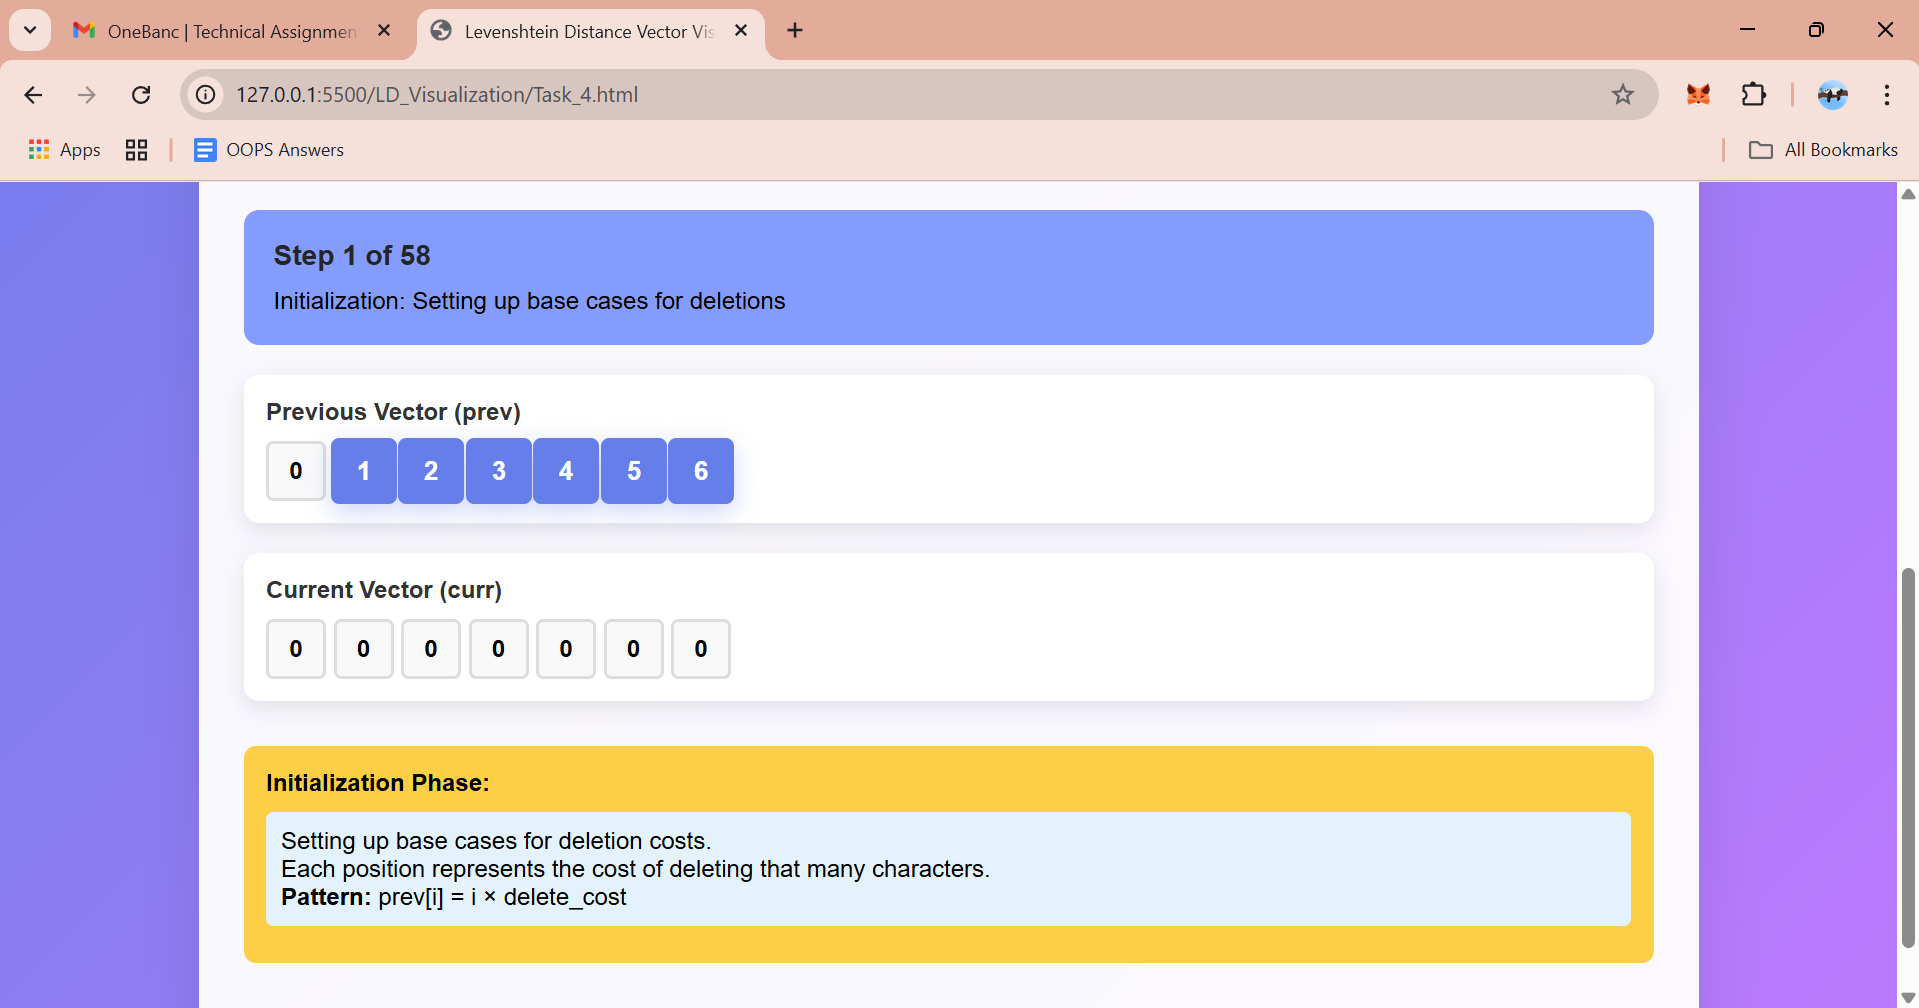 OneBanc | Technical Assignmen
Levenshtein Distance Vector Vis
127.0.0.1:5500/LD_Visualization/Task_4.html
Apps
OOPS Answers
All Bookmarks
Step 1 of 58
Initialization: Setting up base cases for deletions
Previous Vector (prev)
0 1 2 3 4 5 6
Current Vector (curr)
0 0 0 0 0 0 0
Initialization Phase:
Setting up base cases for deletion costs.
Each position represents the cost of deleting that many characters.
Pattern: prev[i] = i × delete_cost